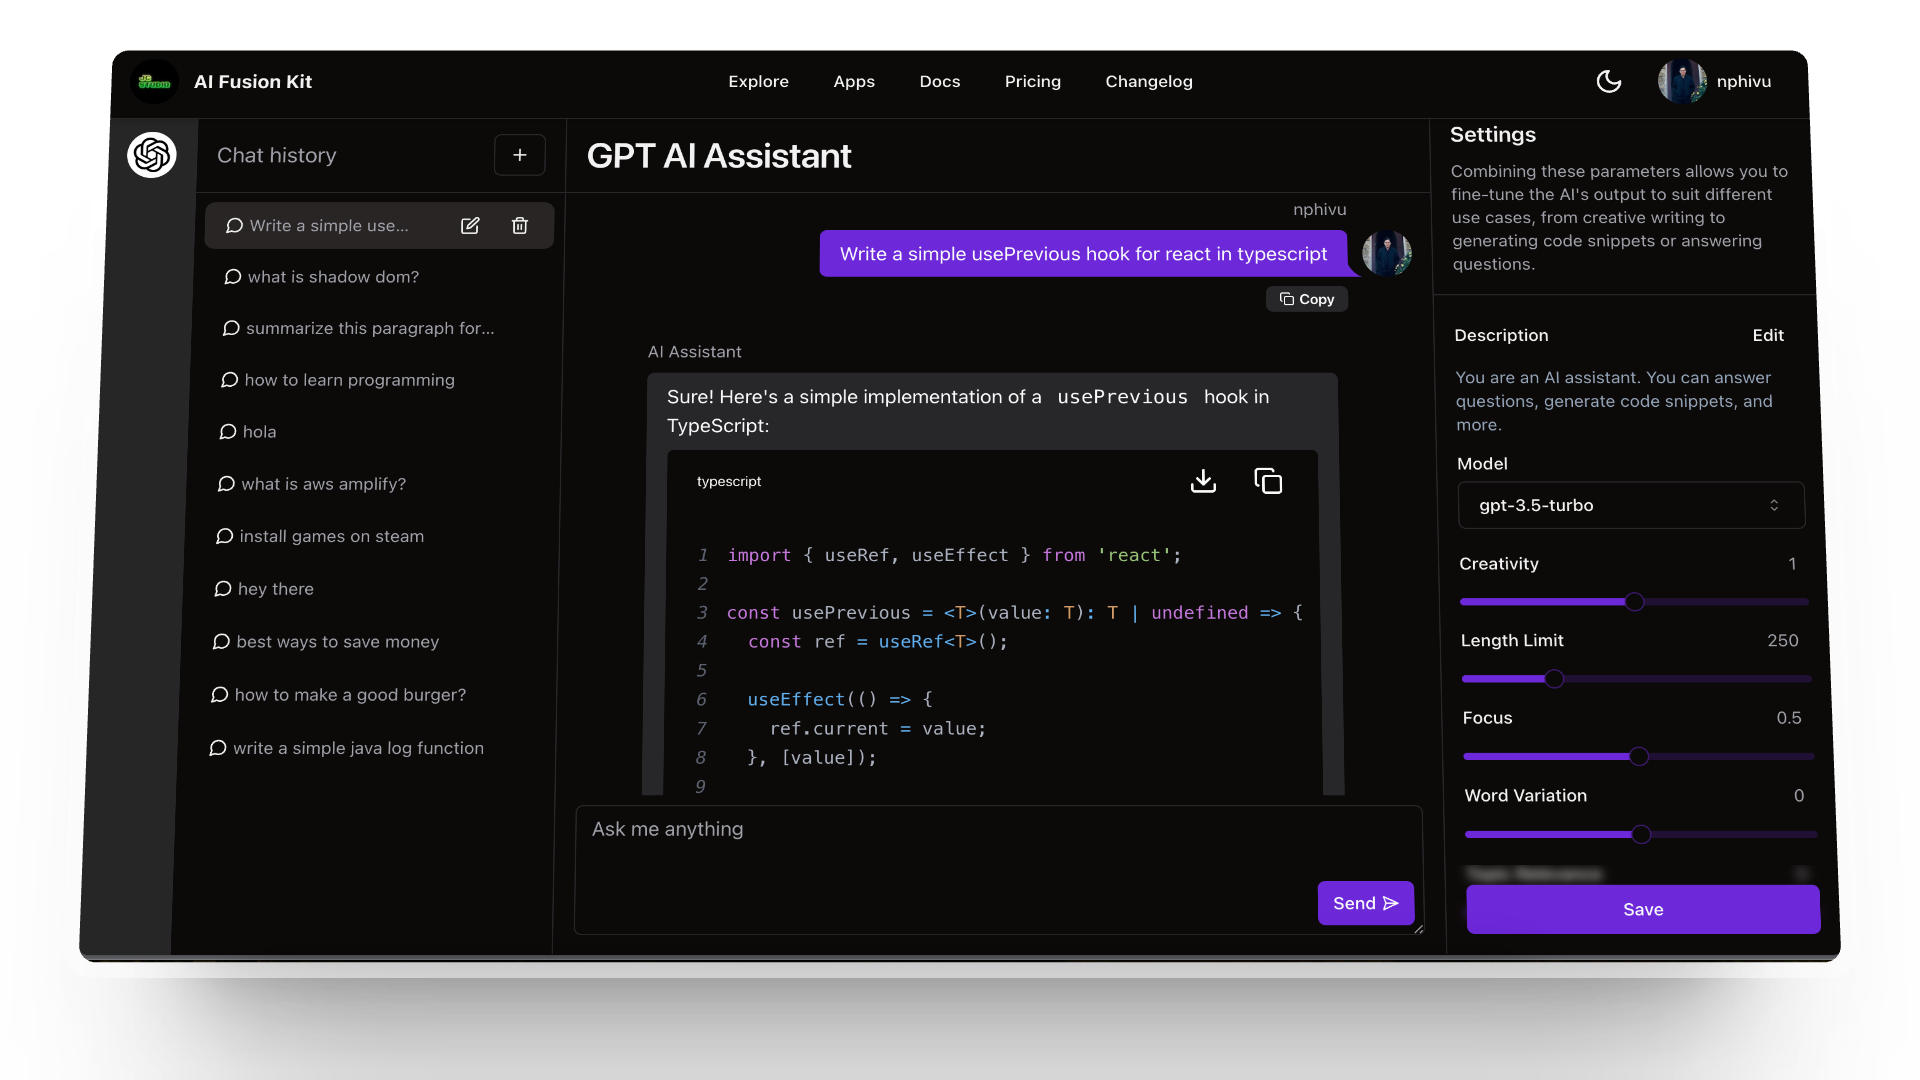 JC STUDIO
AI Fusion Kit
Explore
Apps
Docs
Pricing
Changelog
nphivu
Chat history
+
Write a simple use...
what is shadow dom?
summarize this paragraph for...
how to learn programming
hola
what is aws amplify?
install games on steam
hey there
best ways to save money
how to make a good burger?
write a simple java log function
GPT AI Assistant
nphivu
Write a simple usePrevious hook for react in typescript
Copy
AI Assistant
Sure! Here's a simple implementation of a usePrevious hook in
TypeScript:
typescript
1 import { useRef, useEffect } from 'react';
2
3 const usePrevious = <T>(value: T): T | undefined => {
4 const ref = useRef<T>();
5
6 useEffect(() => {
7 ref.current = value;
8 }, [value]);
9
Ask me anything
Send
Settings
Combining these parameters allows you to
fine-tune the AI's output to suit different
use cases, from creative writing to
generating code snippets or answering
questions.
Description
Edit
You are an AI assistant. You can answer
questions, generate code snippets, and
more.
Model
gpt-3.5-turbo
Creativity 1
Length Limit 250
Focus 0.5
Word Variation 0
Topic Relevance
Save